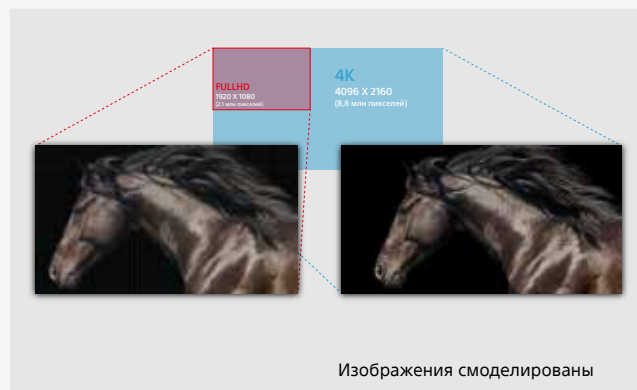 FULLHD
1920 X 1080
(2,1 млн пикселей)
4K
4096 X 2160
(8,8 млн пикселей)
Изображения смоделированы